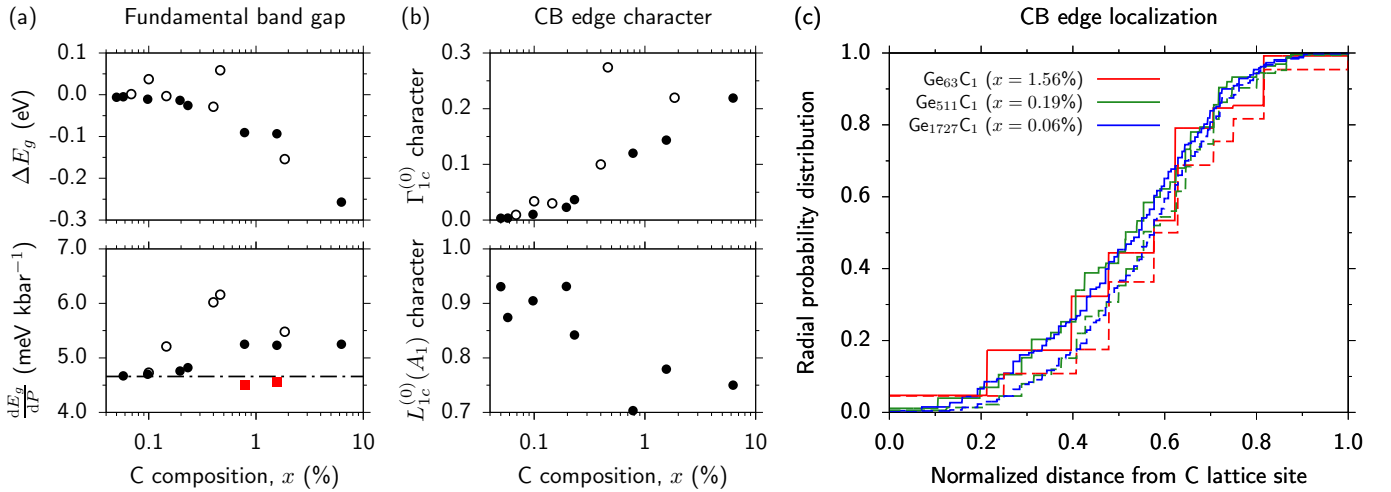 (a) Fundamental band gap
ΔE_g (eV)
0.1
0.0
-0.1
-0.2
-0.3
dE_g/dP (meV kbar⁻¹)
7.0
6.0
5.0
4.0
0.1 1 10
C composition, x (%)
(b) CB edge character
Γ_{1c}^{(0)} character
0.3
0.2
0.1
0.0
L_{1c}^{(0)}(A_1) character
1.0
0.9
0.8
0.7
0.1 1 10
C composition, x (%)
(c) CB edge localization
Radial probability distribution
1.0
0.8
0.6
0.4
0.2
0.0
Ge₆₃C₁ (x = 1.56%)
Ge₅₁₁C₁ (x = 0.19%)
Ge₁₇₂₇C₁ (x = 0.06%)
0.0 0.2 0.4 0.6 0.8 1.0
Normalized distance from C lattice site